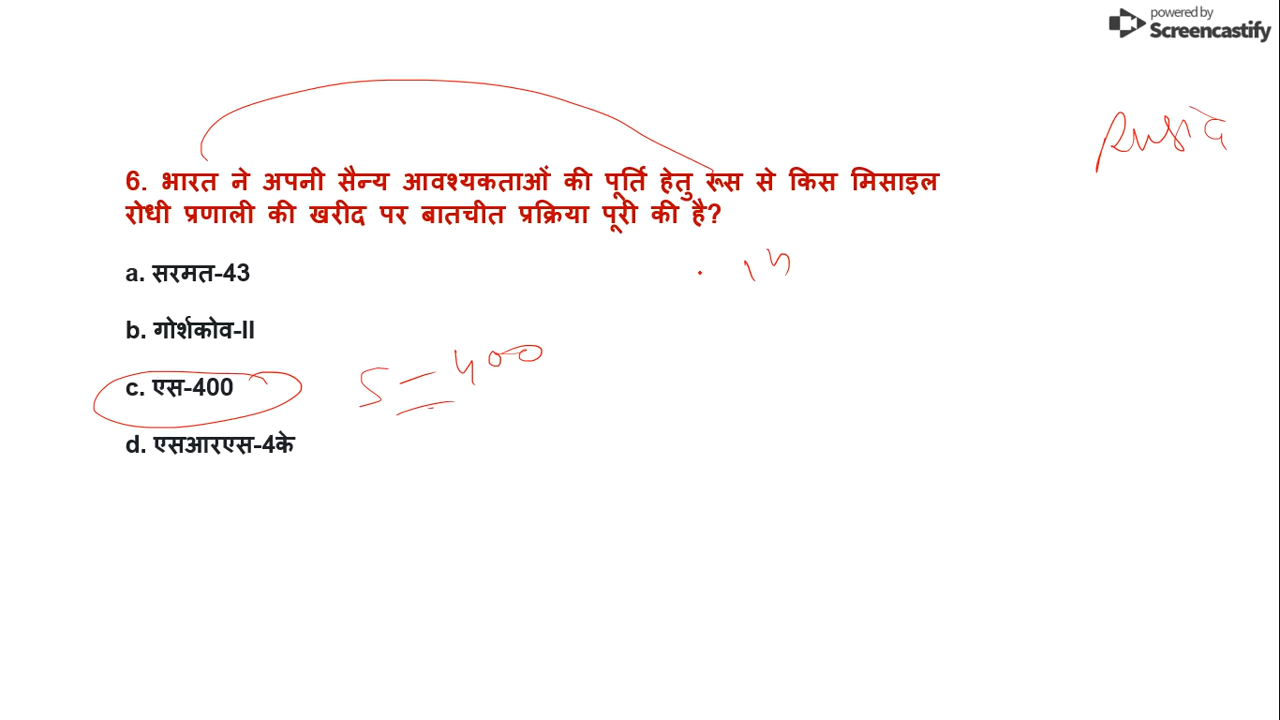 powered by
Screencastify
6. भारत ने अपनी सैन्य आवश्यकताओं की पूर्ति हेतु रूस से किस मिसाइल
रोधी प्रणाली की खरीद पर बातचीत प्रक्रिया पूरी की है?
a. सरमत-43
b. गोर्शकोव-II
c. एस-400
S-400
d. एसआरएस-4के